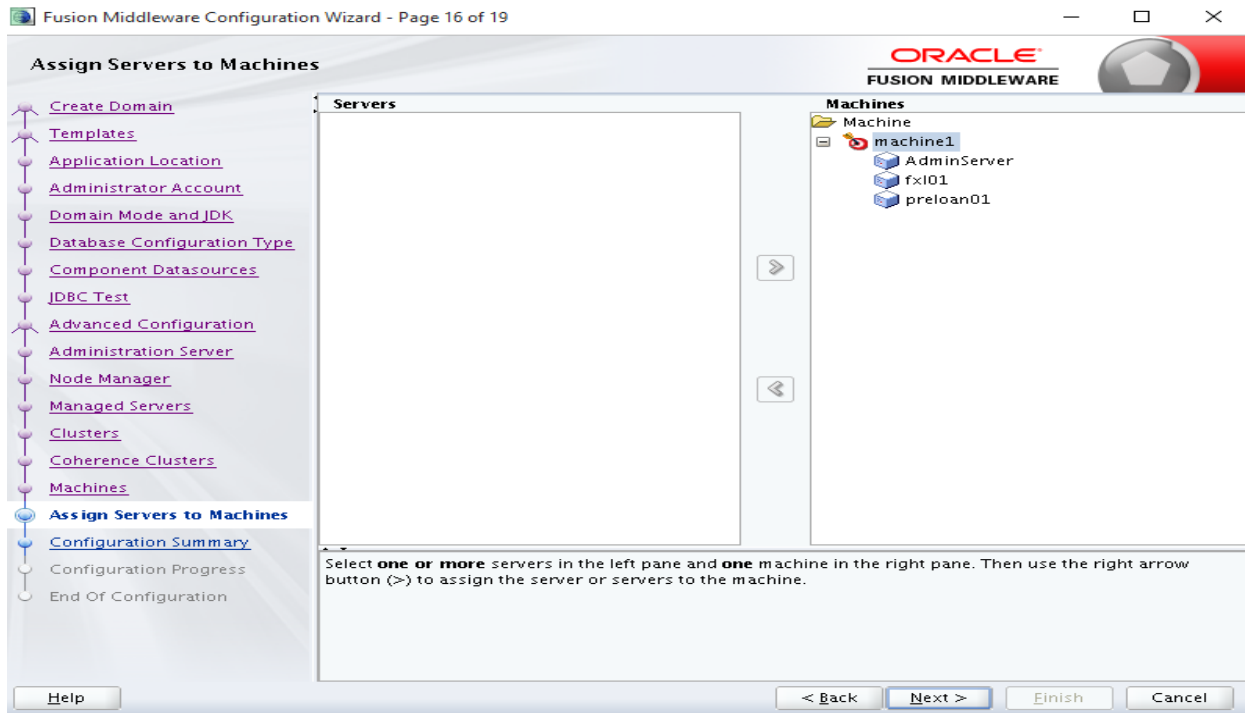 Fusion Middleware Configuration Wizard - Page 16 of 19
Assign Servers to Machines
ORACLE
FUSION MIDDLEWARE
Create Domain
Templates
Application Location
Administrator Account
Domain Mode and JDK
Database Configuration Type
Component Datasources
JDBC Test
Advanced Configuration
Administration Server
Node Manager
Managed Servers
Clusters
Coherence Clusters
Machines
Assign Servers to Machines
Configuration Summary
Configuration Progress
End Of Configuration
Servers
Machines
Machine
machine1
AdminServer
fxl01
preloan01
Select one or more servers in the left pane and one machine in the right pane. Then use the right arrow
button (>) to assign the server or servers to the machine.
Help
< Back
Next >
Finish
Cancel